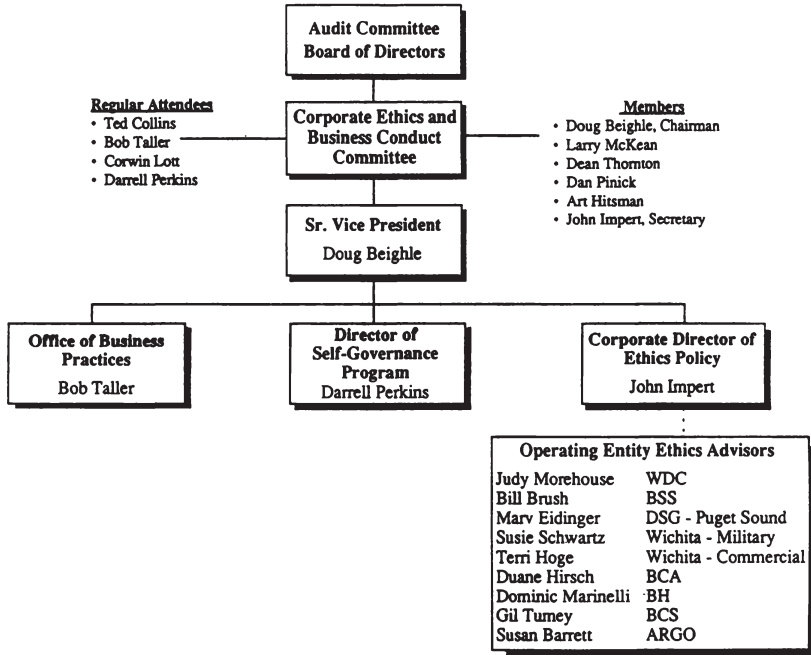 Audit Committee
Board of Directors
Regular Attendees
• Ted Collins
• Bob Taller
• Corwin Lott
• Darrell Perkins
Corporate Ethics and
Business Conduct
Committee
Members
• Doug Beighle, Chairman
• Larry McKean
• Dean Thornton
• Dan Pinick
• Art Hitsman
• John Impert, Secretary
Sr. Vice President
Doug Beighle
Office of Business
Practices
Bob Taller
Director of
Self-Governance
Program
Darrell Perkins
Corporate Director of
Ethics Policy
John Impert
Operating Entity Ethics Advisors
Judy Morehouse WDC
Bill Brush BSS
Marv Eidinger DSG - Puget Sound
Susie Schwartz Wichita - Military
Terri Hoge Wichita - Commercial
Duane Hirsch BCA
Dominic Marinelli BH
Gil Turney BCS
Susan Barrett ARGO